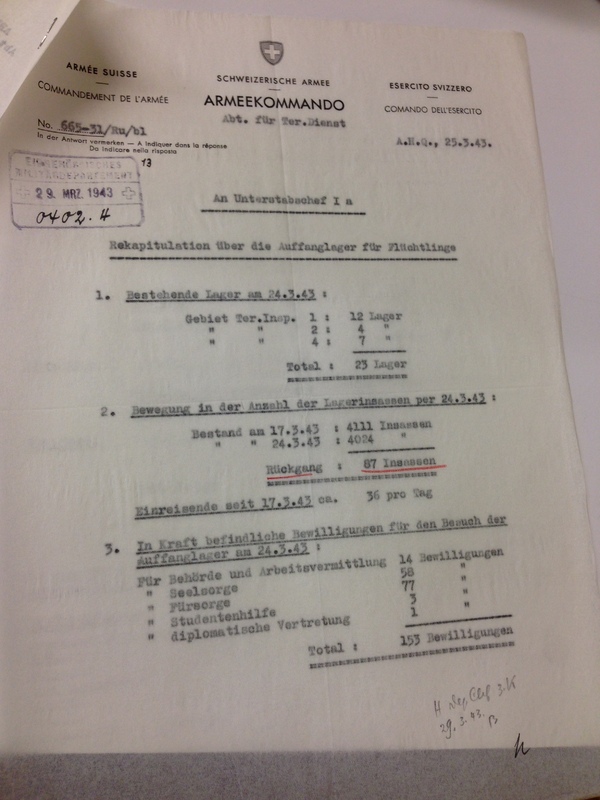 ARMÉE SUISSE
COMMANDEMENT DE L'ARMÉE
SCHWEIZERISCHE ARMEE
ARMEEKOMMANDO
Abt. für Ter.Dienst
ESERCITO SVIZZERO
COMANDO DELL'ESERCITO
No. 665-31/Ru/bl
In der Antwort vermerken — A indiquer dans la réponse
Da indicare nella risposta
A.H.Q., 25.3.43.
13
EIDGENÖSSISCHES
MILITÄRDEPARTEMENT
29. MRZ. 1943
0402.4
An Unterstabschef I a
Rekapitulation über die Auffanglager für Flüchtlinge
1. Bestehende Lager am 24.3.43 :
Gebiet Ter.Insp. 1 : 12 Lager
" " 2 : 4 "
" " 4 : 7 "
Total : 23 Lager
2. Bewegung in der Anzahl der Lagerinsassen per 24.3.43 :
Bestand am 17.3.43 : 4111 Insassen
" " 24.3.43 : 4024 "
Rückgang : 87 Insassen
Einreisende seit 17.3.43 ca. 36 pro Tag
3. In Kraft befindliche Bewilligungen für den Besuch der
Auffanglager am 24.3.43 :
Für Behörde und Arbeitsvermittlung 14 Bewilligungen
" Seelsorge 58 "
" Fürsorge 77 "
" Studentenhilfe 3 "
" diplomatische Vertretung 1
Total : 153 Bewilligungen
29.3.43.